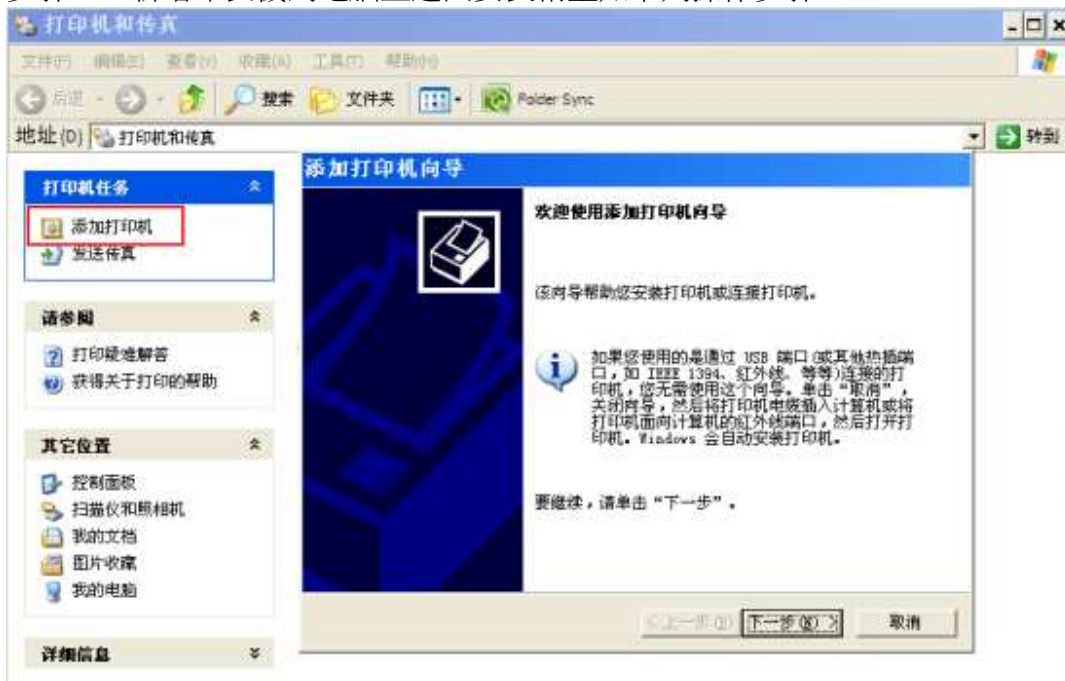 打印机和传真
文件(F) 编辑(E) 查看(V) 收藏(A) 工具(T) 帮助(H)
后退 搜索 文件夹 Folder Sync
地址(D) 打印机和传真 转到
打印机任务
添加打印机
发送传真
请参阅
打印疑难解答
获得关于打印的帮助
其它位置
控制面板
扫描仪和照相机
我的文档
图片收藏
我的电脑
详细信息
添加打印机向导
欢迎使用添加打印机向导
该向导帮助您安装打印机或连接打印机。
如果您使用的是通过 USB 端口(或其他热插端
口，如 IEEE 1394、红外线、等等)连接的打
印机，您无需使用这个向导。单击“取消”，
关闭向导，然后将打印机电缆插入计算机或将
打印机面向计算机的红外线端口，然后打开打
印机。Windows 会自动安装打印机。
要继续，请单击“下一步”。
<上一步(B) 下一步(N) > 取消